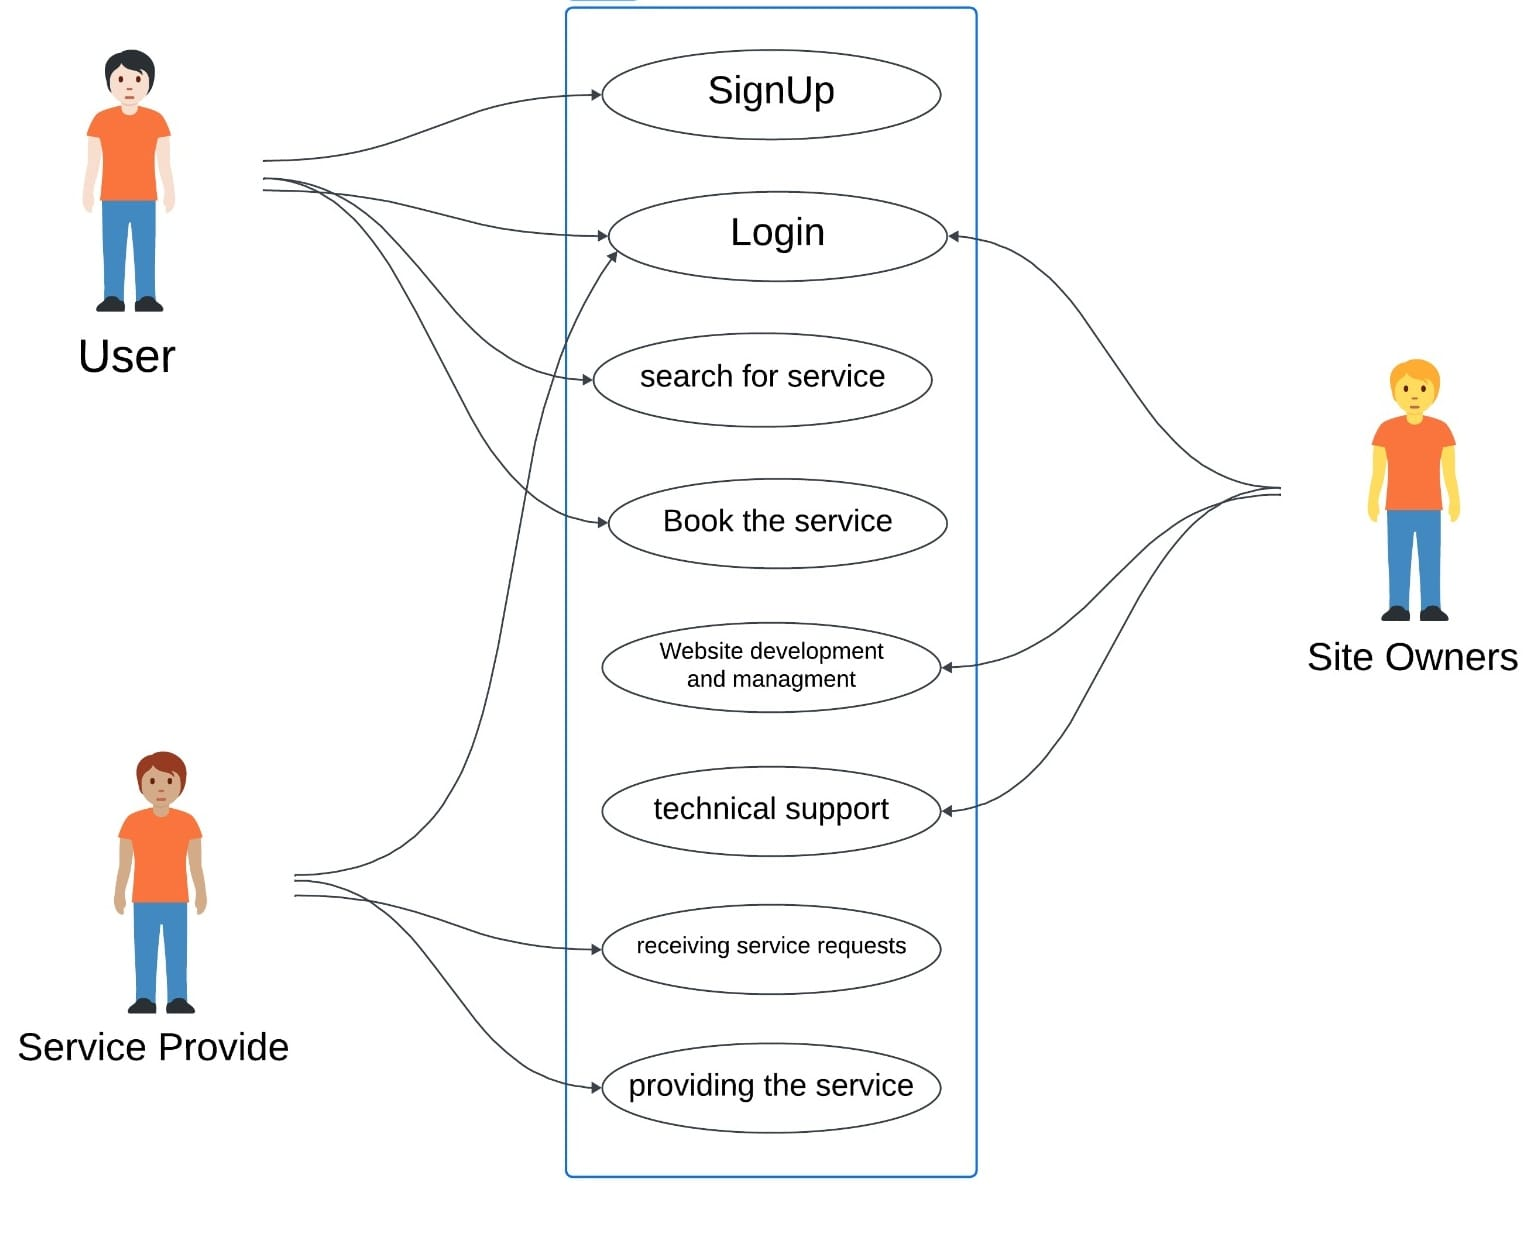 SignUp
Login
User
search for service
Book the service
Website development
and managment
Site Owners
technical support
receiving service requests
Service Provide
providing the service